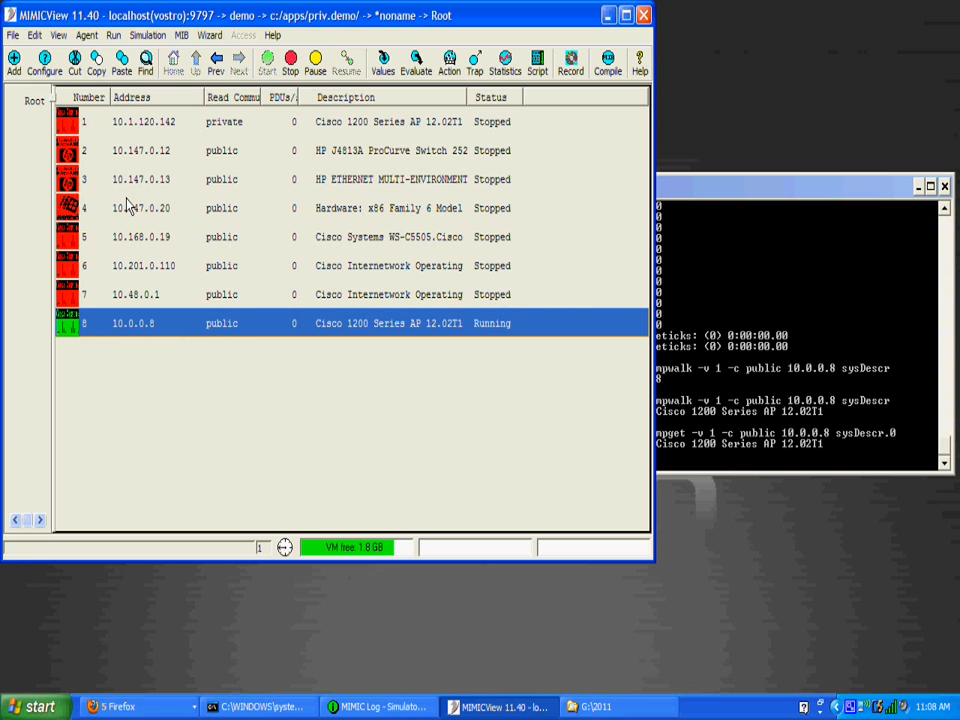 MIMICView 11.40 - localhost(vostro):9797 -> demo -> c:/apps/priv.demo/ -> *noname -> Root
File Edit View Agent Run Simulation MIB Wizard Access Help
Add Configure Cut Copy Paste Find Home Up Prev Next Start Stop Pause Resume Values Evaluate Action Trap Statistics Script Record Compile Help
Root
Number Address Read Commu PDUs/ Description Status
1 10.1.120.142 private 0 Cisco 1200 Series AP 12.02T1 Stopped
2 10.147.0.12 public 0 HP J4813A ProCurve Switch 252 Stopped
3 10.147.0.13 public 0 HP ETHERNET MULTI-ENVIRONMENT Stopped
4 10.147.0.20 public 0 Hardware: x86 Family 6 Model Stopped
5 10.168.0.19 public 0 Cisco Systems WS-C5505.Cisco Stopped
6 10.201.0.110 public 0 Cisco Internetwork Operating Stopped
7 10.48.0.1 public 0 Cisco Internetwork Operating Stopped
8 10.0.0.8 public 0 Cisco 1200 Series AP 12.02T1 Running
1
VM free: 1.8 GB
0
0
0
0
0
0
0
0
0
0
0
0
eticks: (0) 0:00:00.00
eticks: (0) 0:00:00.00
mpwalk -v 1 -c public 10.0.0.8 sysDescr
8
mpwalk -v 1 -c public 10.0.0.8 sysDescr
Cisco 1200 Series AP 12.02T1
mpget -v 1 -c public 10.0.0.8 sysDescr.0
Cisco 1200 Series AP 12.02T1
start
5 Firefox
C:\WINDOWS\syste...
MIMIC Log - Simulato...
MIMICView 11.40 - lo...
G:\2011
11:08 AM